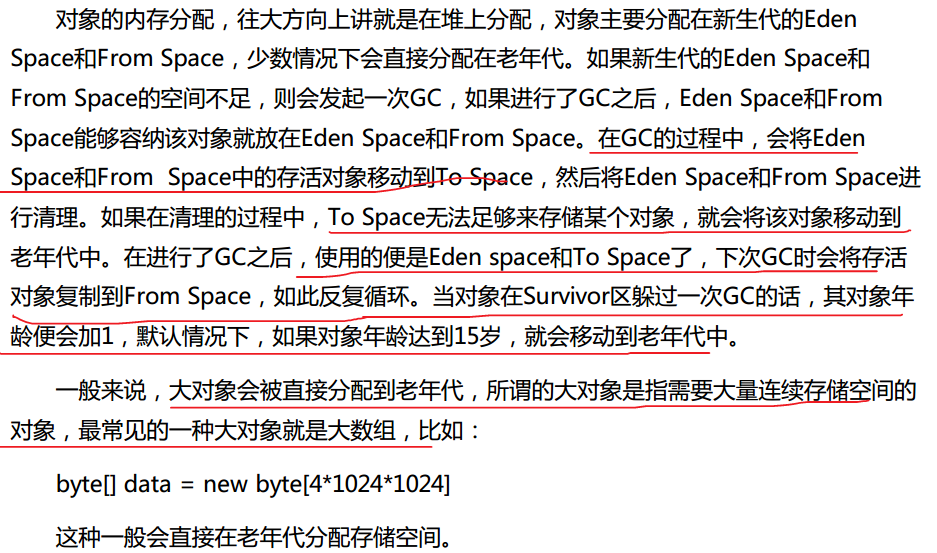 对象的内存分配，往大方向上讲就是在堆上分配，对象主要分配在新生代的Eden
Space和From Space，少数情况下会直接分配在老年代。如果新生代的Eden Space和
From Space的空间不足，则会发起一次GC，如果进行了GC之后，Eden Space和From
Space能够容纳该对象就放在Eden Space和From Space。在GC的过程中，会将Eden
Space和From  Space中的存活对象移动到To Space，然后将Eden Space和From Space进
行清理。如果在清理的过程中，To Space无法足够来存储某个对象，就会将该对象移动到
老年代中。在进行了GC之后，使用的便是Eden space和To Space了，下次GC时会将存活
对象复制到From Space，如此反复循环。当对象在Survivor区躲过一次GC的话，其对象年
龄便会加1，默认情况下，如果对象年龄达到15岁，就会移动到老年代中。
一般来说，大对象会被直接分配到老年代，所谓的大对象是指需要大量连续存储空间的
对象，最常见的一种大对象就是大数组，比如：
byte[] data = new byte[4*1024*1024]
这种一般会直接在老年代分配存储空间。